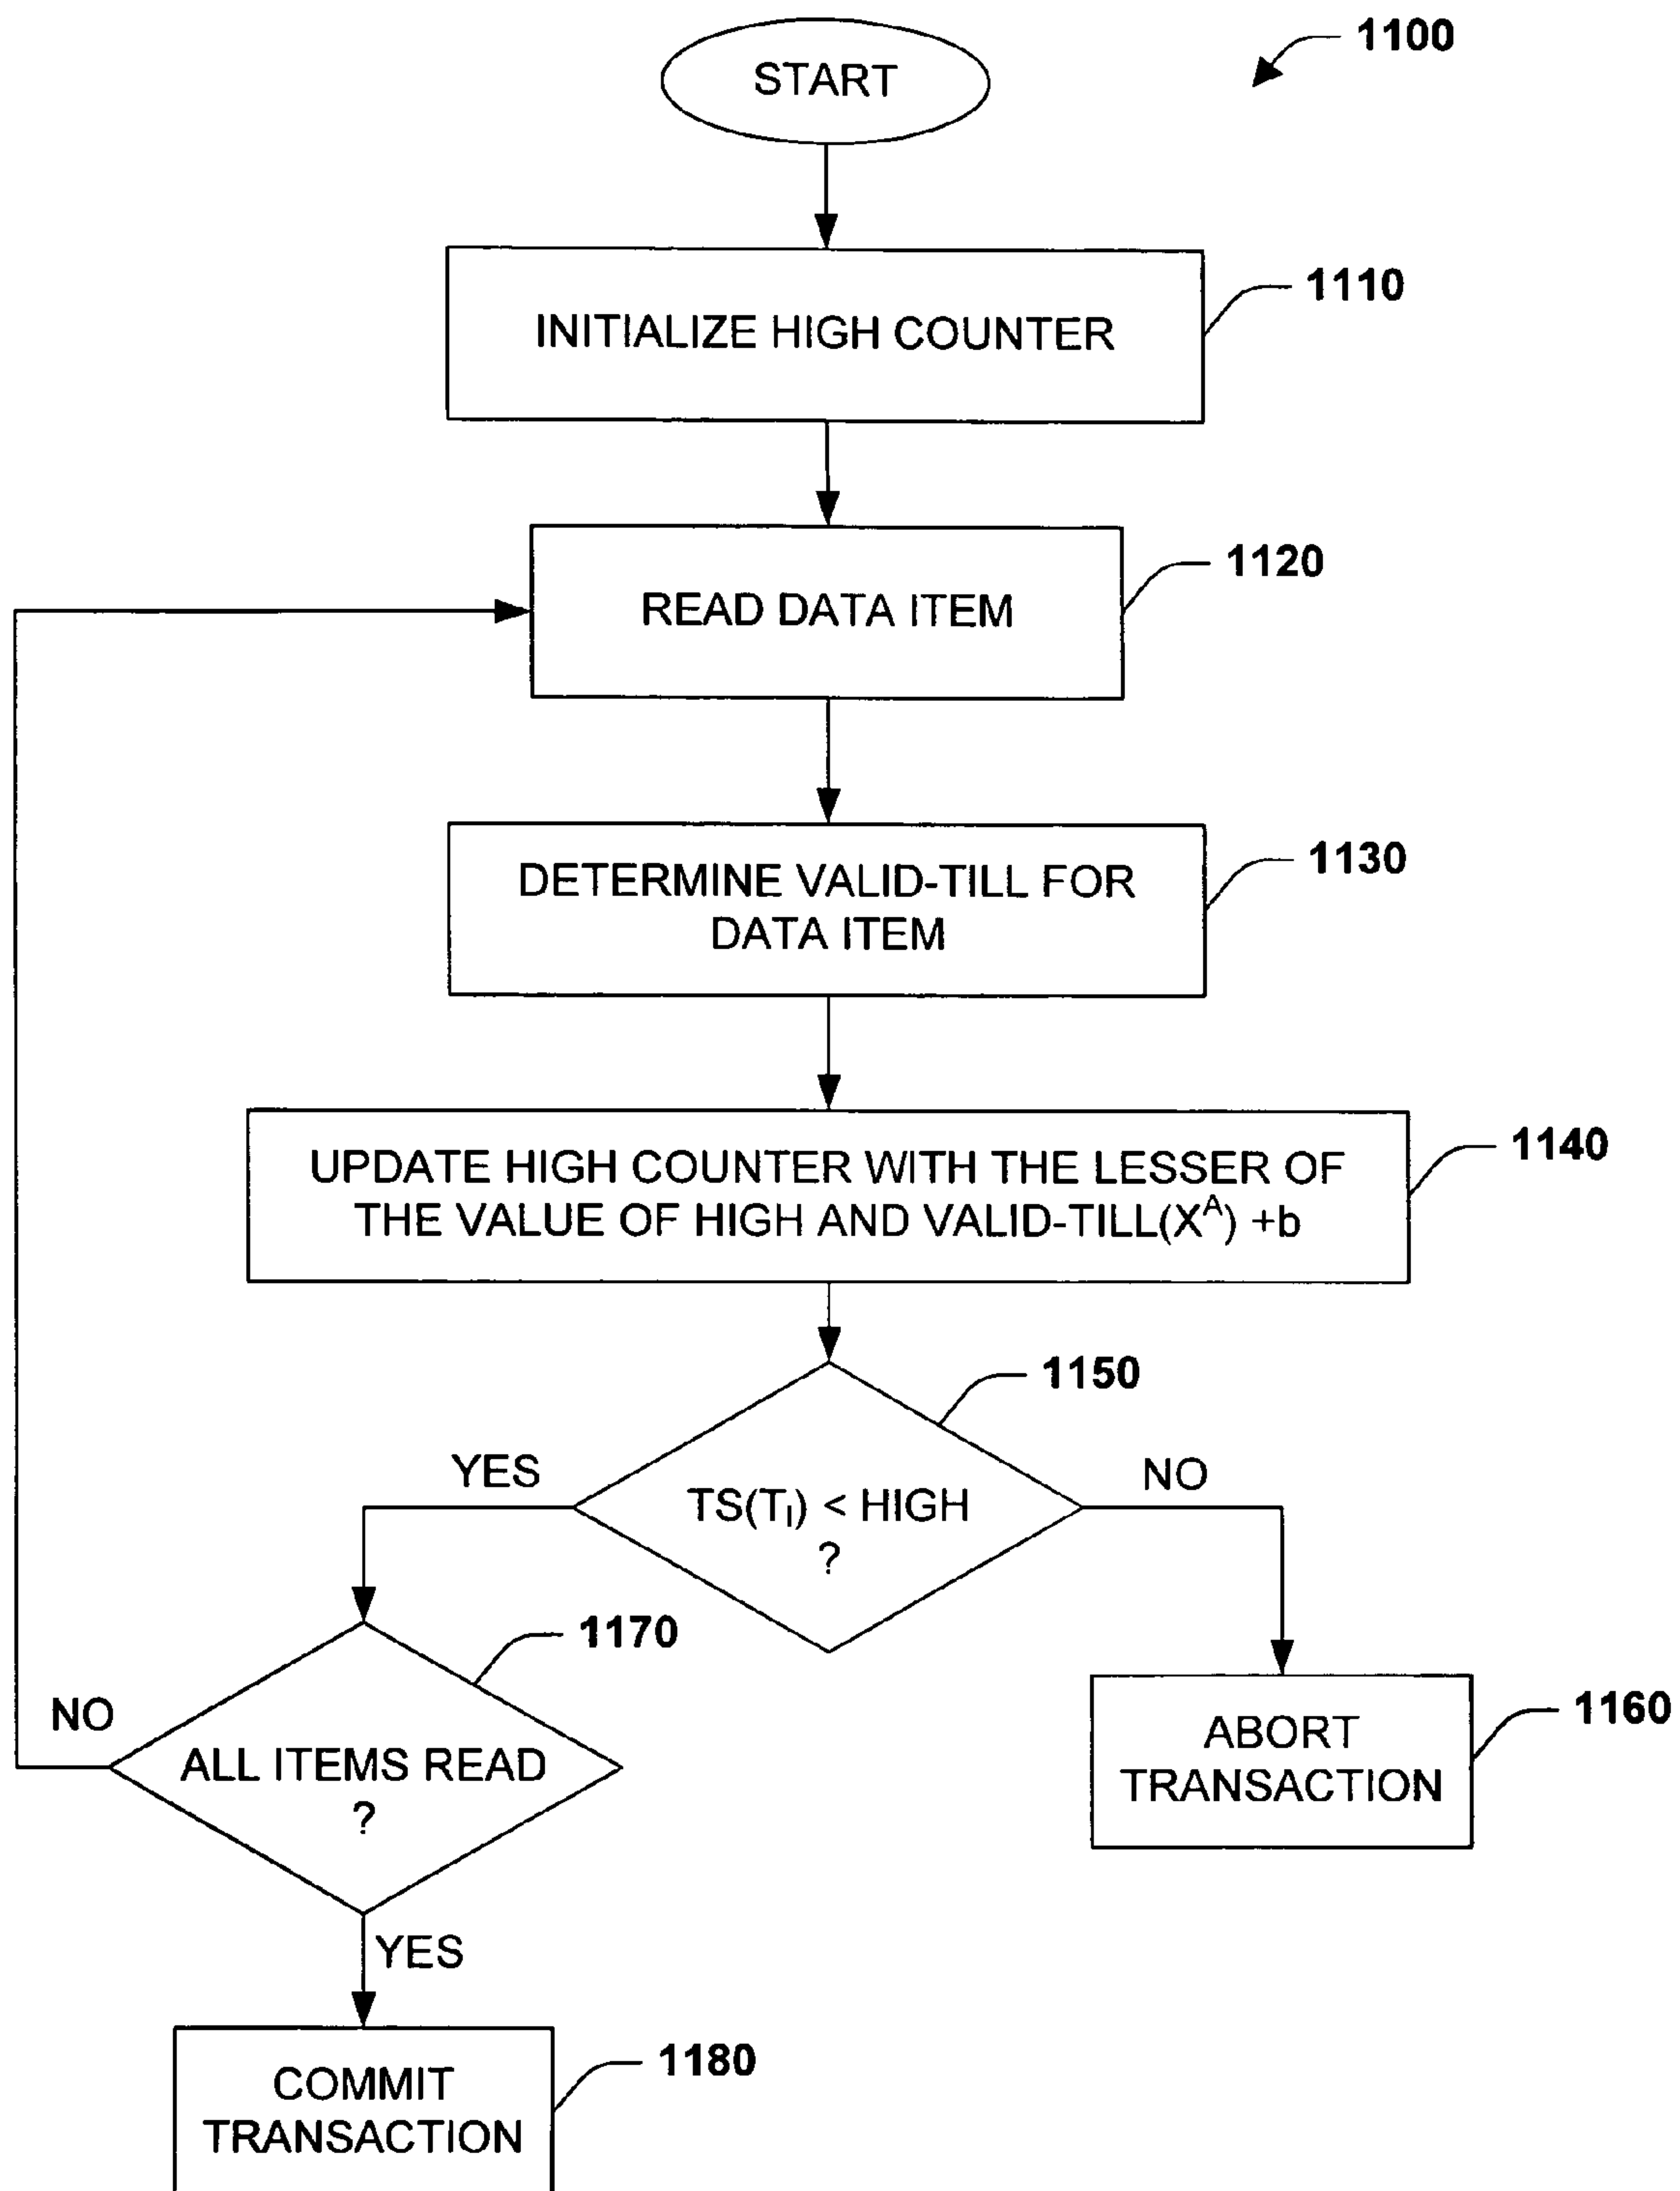 1100
START
1110
INITIALIZE HIGH COUNTER
1120
READ DATA ITEM
1130
DETERMINE VALID-TILL FOR
DATA ITEM
1140
UPDATE HIGH COUNTER WITH THE LESSER OF
THE VALUE OF HIGH AND VALID-TILL(X^A) +b
1150
YES
NO
TS(T_I) < HIGH
?
1170
NO
ALL ITEMS READ
?
1160
ABORT
TRANSACTION
YES
1180
COMMIT
TRANSACTION